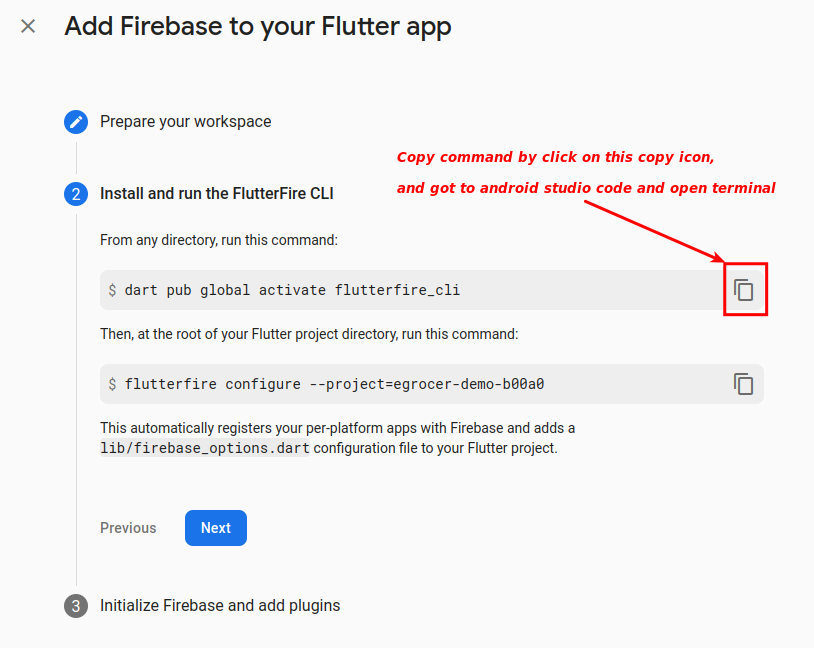 Add Firebase to your Flutter app
Prepare your workspace
Copy command by click on this copy icon,
and got to android studio code and open terminal
2 Install and run the FlutterFire CLI
From any directory, run this command:
$ dart pub global activate flutterfire_cli
Then, at the root of your Flutter project directory, run this command:
$ flutterfire configure --project=egrocer-demo-b00a0
This automatically registers your per-platform apps with Firebase and adds a
lib/firebase_options.dart configuration file to your Flutter project.
Previous Next
3 Initialize Firebase and add plugins